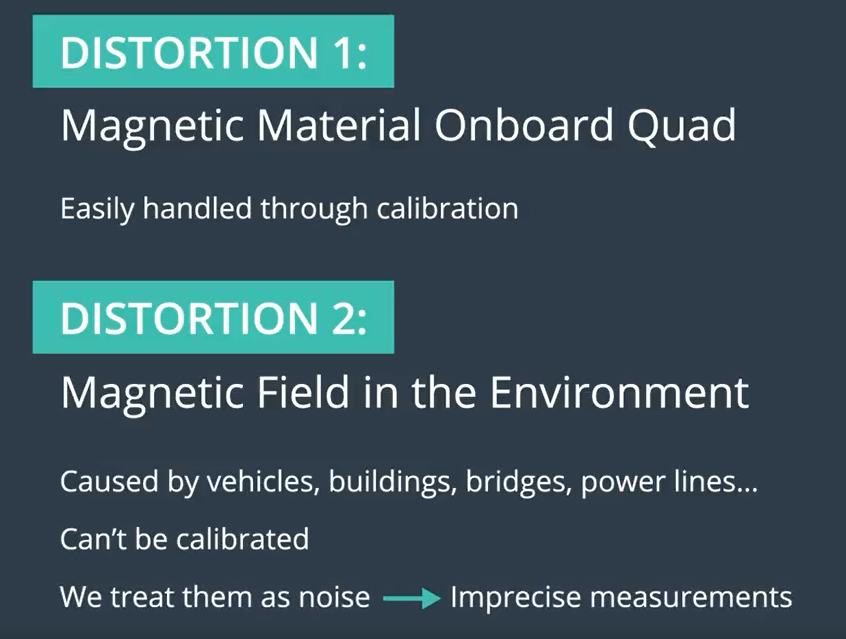 DISTORTION 1:
Magnetic Material Onboard Quad
Easily handled through calibration
DISTORTION 2:
Magnetic Field in the Environment
Caused by vehicles, buildings, bridges, power lines...
Can't be calibrated
We treat them as noise → Imprecise measurements